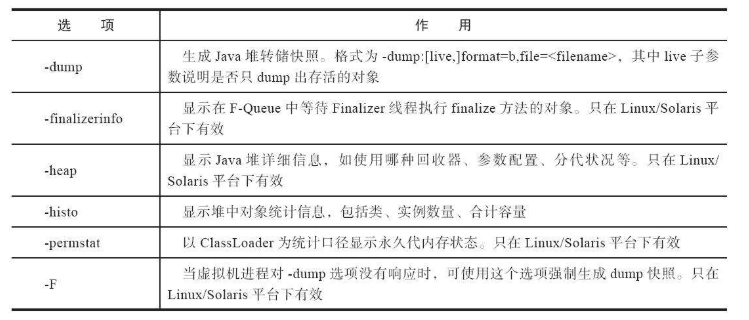 选 项 作 用
-dump 生成 Java 堆转储快照。格式为 -dump:[live,]format=b,file=<filename>，其中 live 子参
数说明是否只 dump 出存活的对象
-finalizerinfo 显示在 F-Queue 中等待 Finalizer 线程执行 finalize 方法的对象。只在 Linux/Solaris 平
台下有效
-heap 显示 Java 堆详细信息，如使用哪种回收器、参数配置、分代状况等。只在 Linux/
Solaris 平台下有效
-histo 显示堆中对象统计信息，包括类、实例数量、合计容量
-permstat 以 ClassLoader 为统计口径显示永久代内存状态。只在 Linux/Solaris 平台下有效
-F 当虚拟机进程对 -dump 选项没有响应时，可使用这个选项强制生成 dump 快照。只在
Linux/Solaris 平台下有效